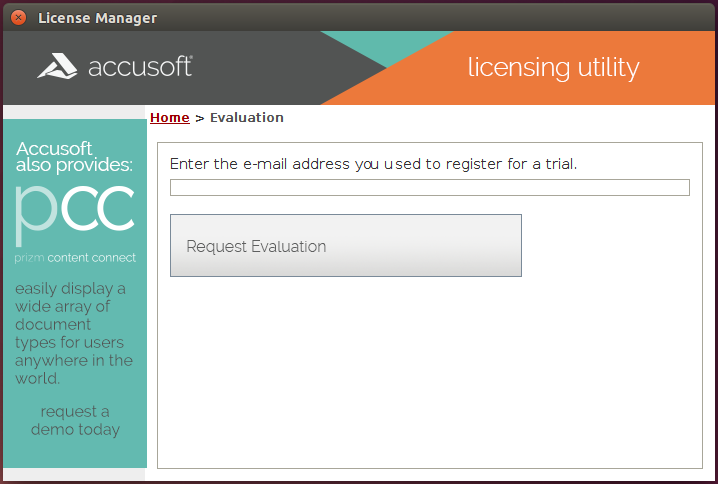 License Manager
accusoft®
licensing utility
Home > Evaluation
Accusoft
also provides:
pcc
prizm content connect
easily display a
wide array of
document
types for users
anywhere in the
world.
request a
demo today
Enter the e-mail address you used to register for a trial.
Request Evaluation